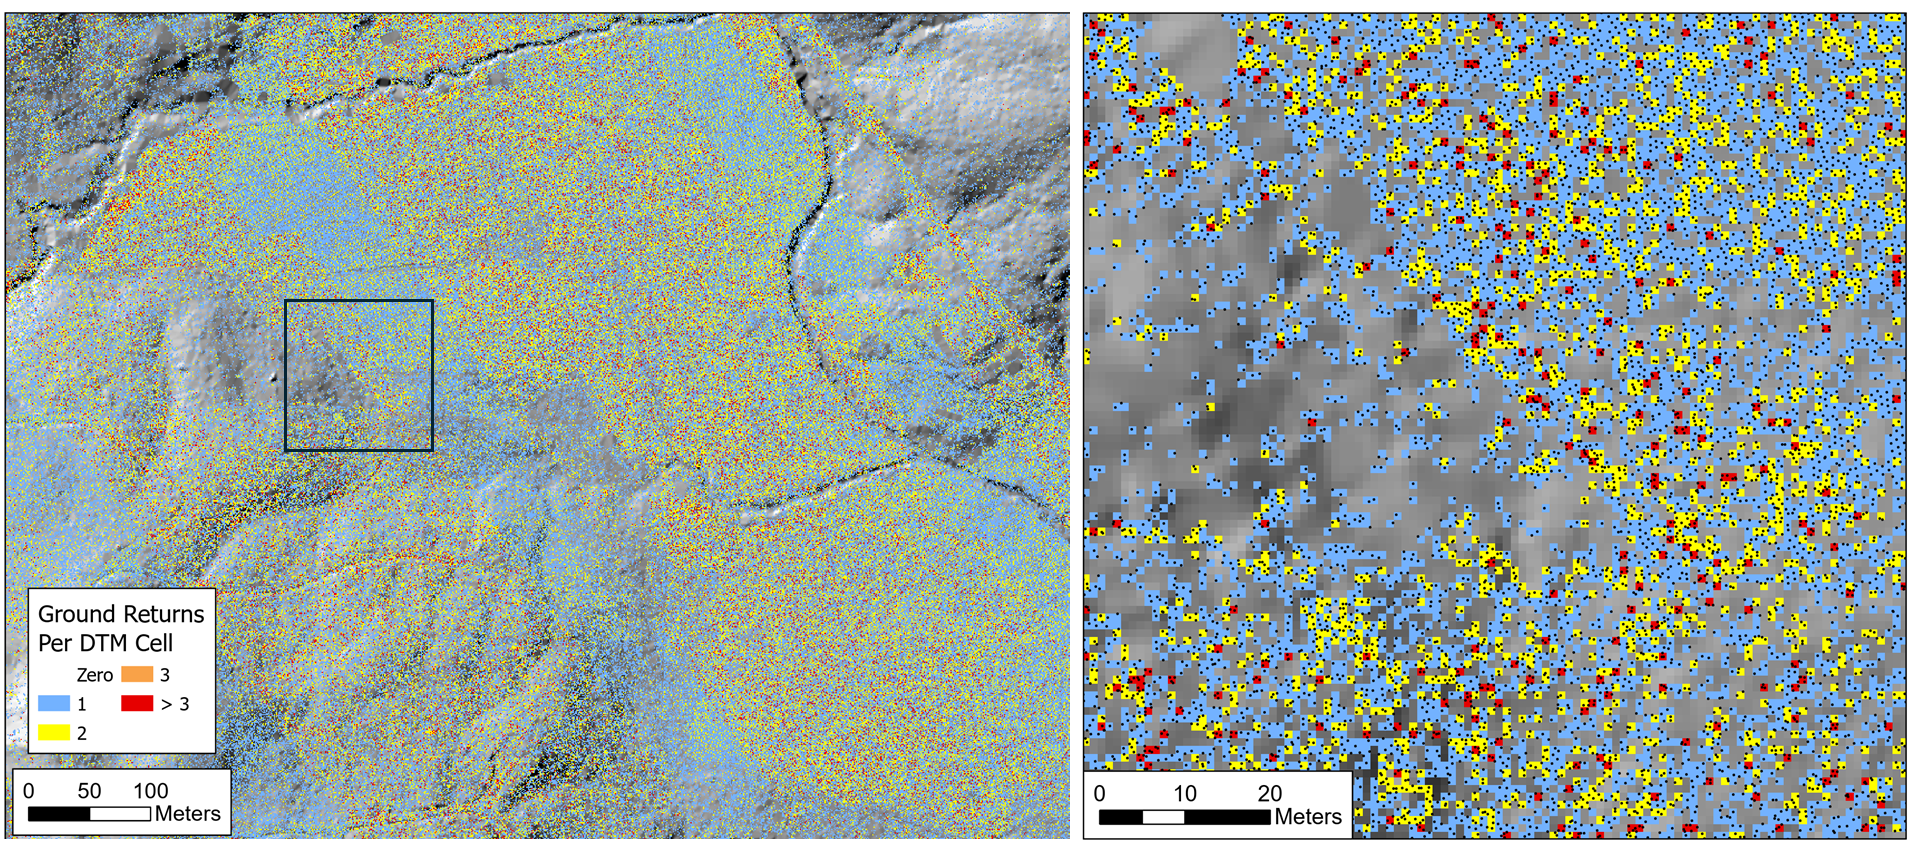 Ground Returns
Per DTM Cell
Zero 3
1 > 3
2
0 50 100
Meters
0 10 20
Meters